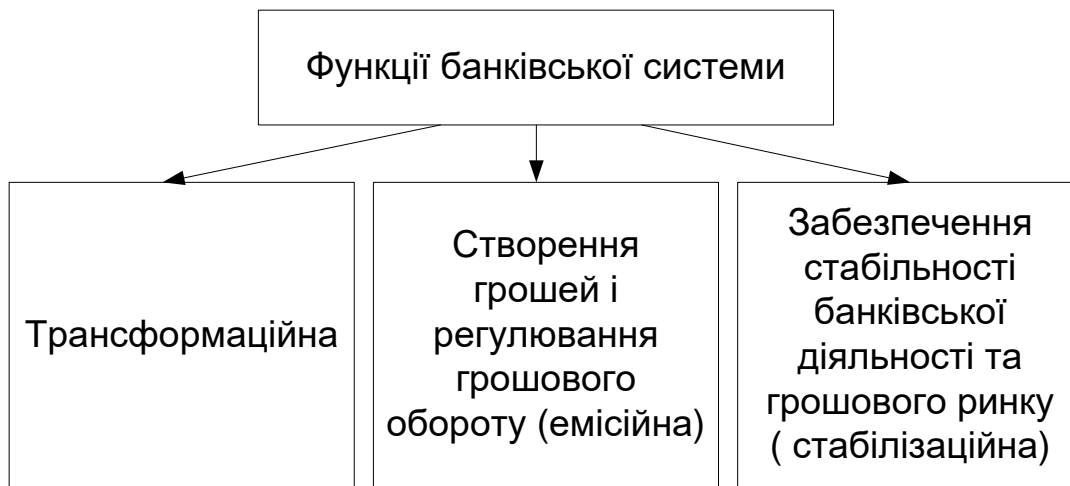 Функції банківської системи
Трансформаційна
Створення
грошей і
регулювання
грошового
обороту (емісійна)
Забезпечення
стабільності
банківської
діяльності та
грошового ринку
( стабілізаційна)